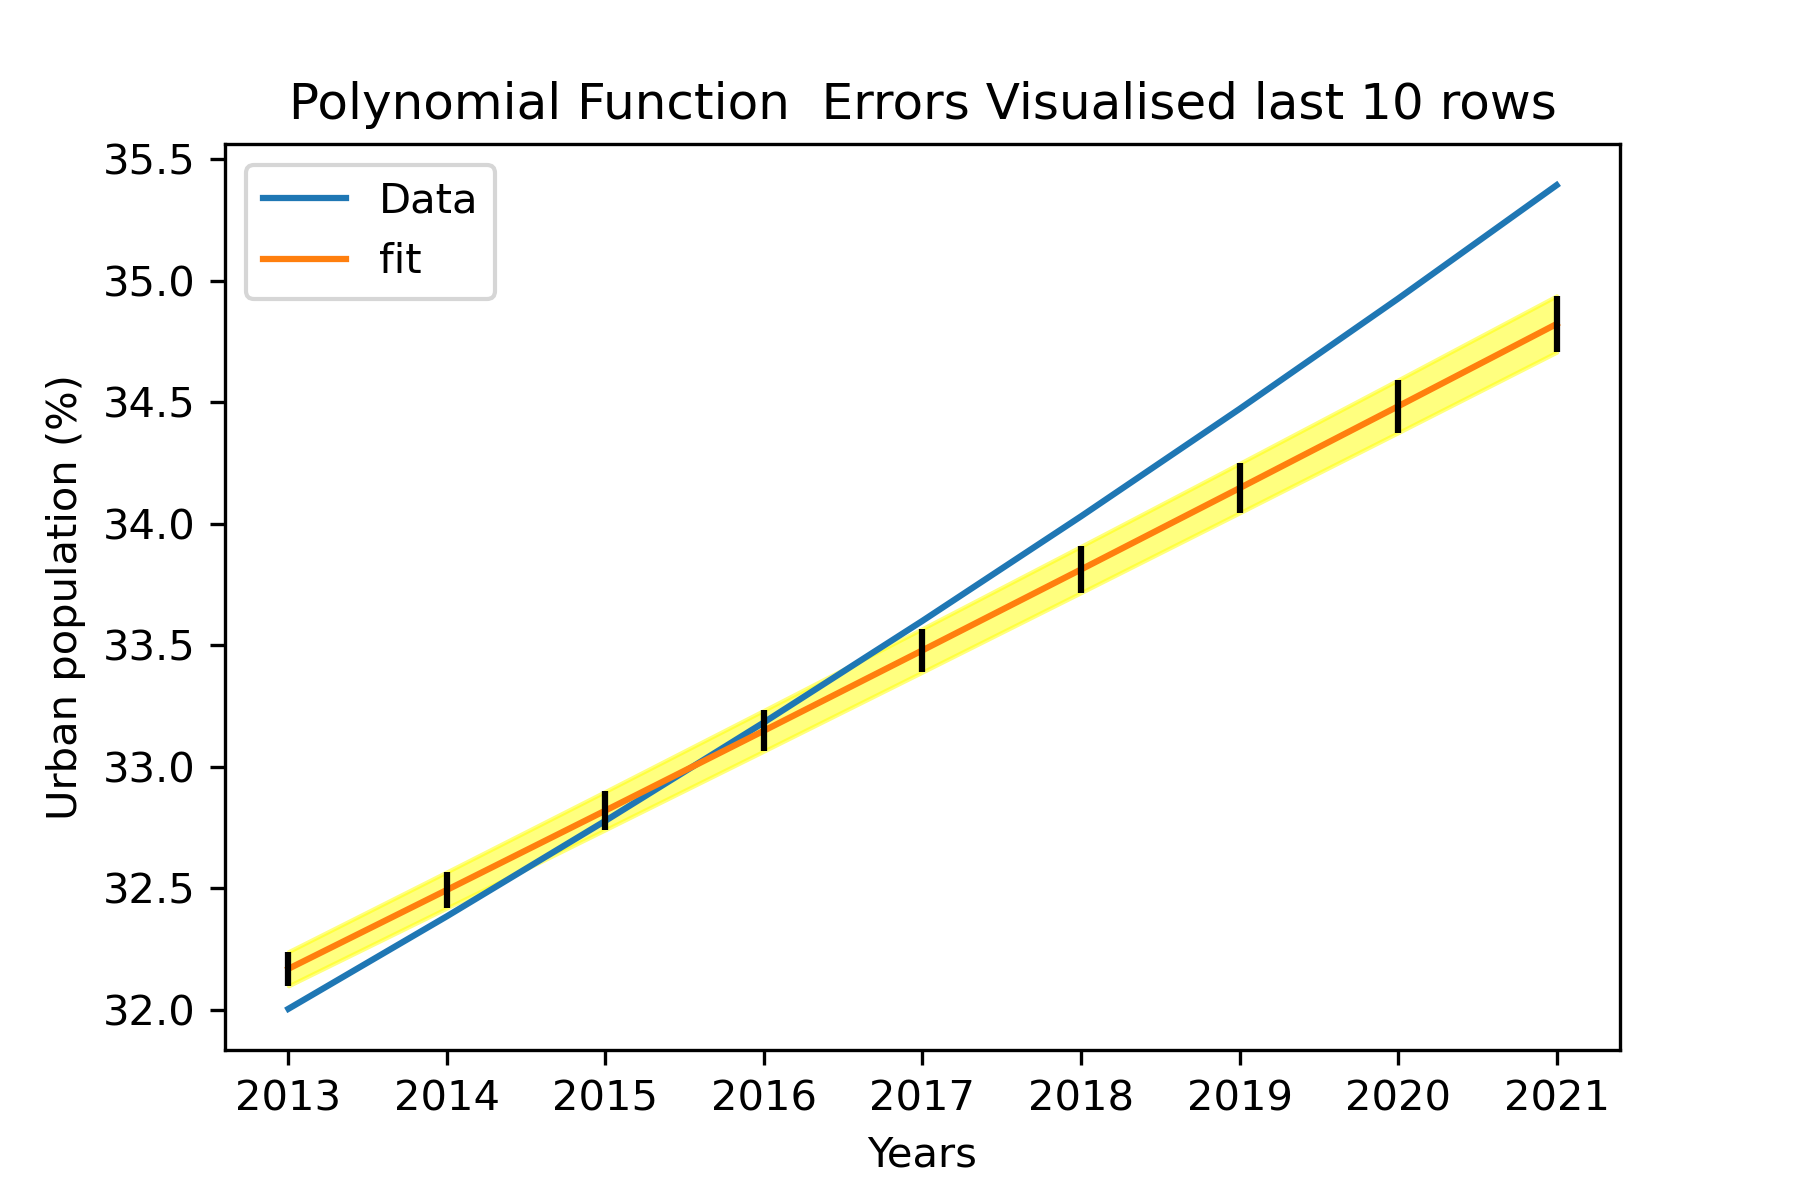 Polynomial Function  Errors Visualised last 10 rows
Data
fit
35.5
35.0
34.5
34.0
33.5
33.0
32.5
32.0
Urban population (%)
2013 2014 2015 2016 2017 2018 2019 2020 2021
Years